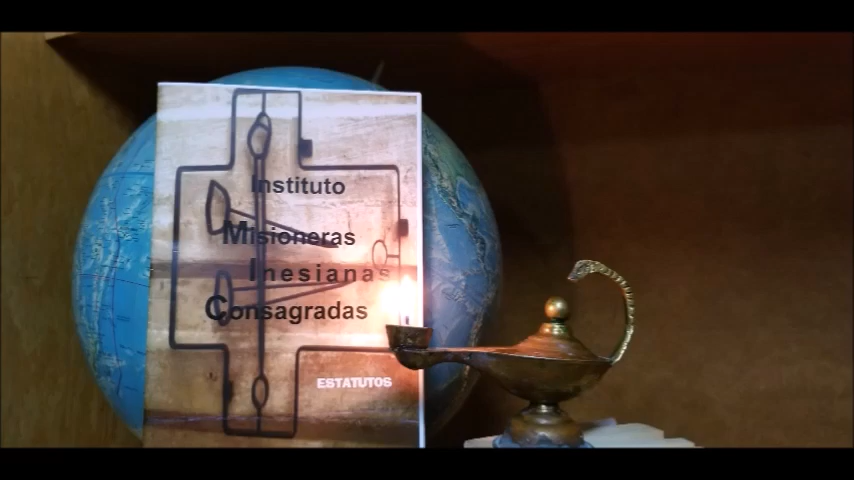 Instituto
Misioneras
Inesianas
Consagradas
ESTATUTOS